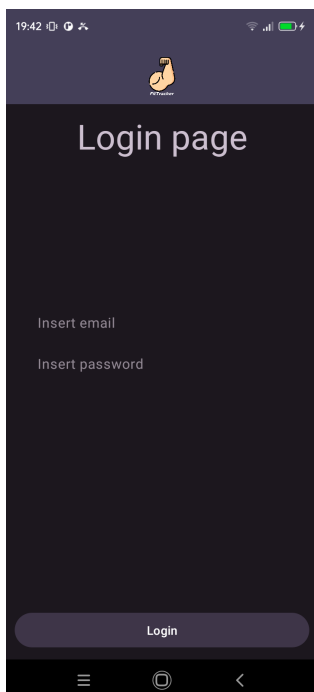 19:42
FitTracker
Login page
Insert email
Insert password
Login